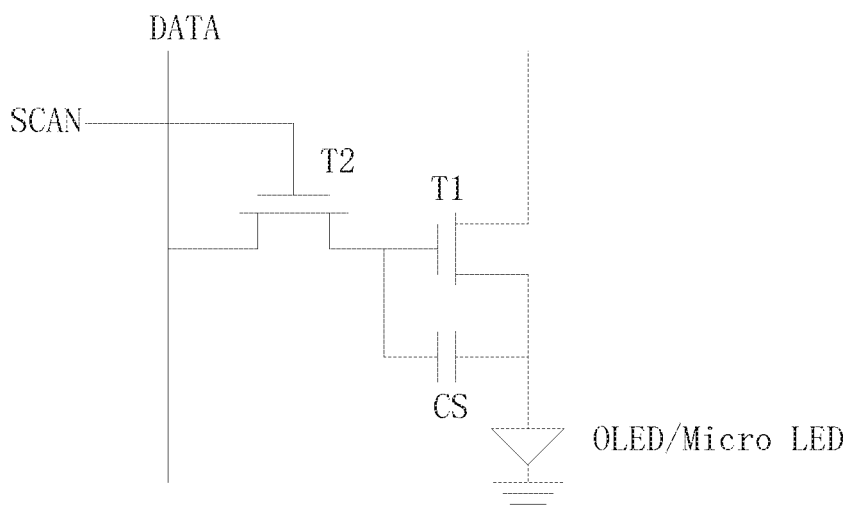 DATA
SCAN
T2
T1
CS
OLED/Micro LED